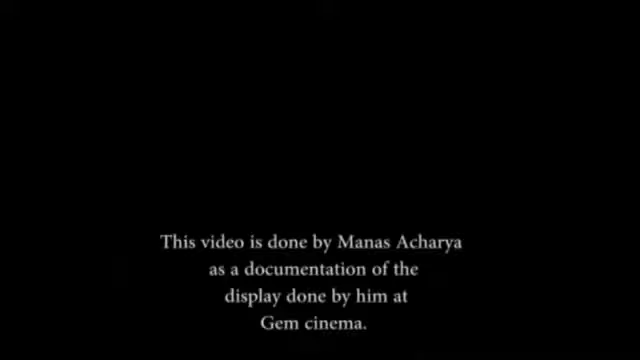 This video is done by Manas Acharya
as a documentation of the
display done by him at
Gem cinema.